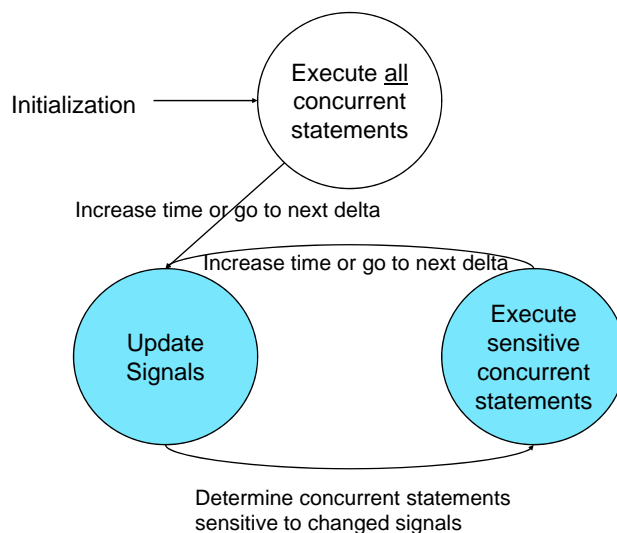 Execute all
concurrent
statements
Initialization
Increase time or go to next delta
Increase time or go to next delta
Update
Signals
Execute
sensitive
concurrent
statements
Determine concurrent statements
sensitive to changed signals